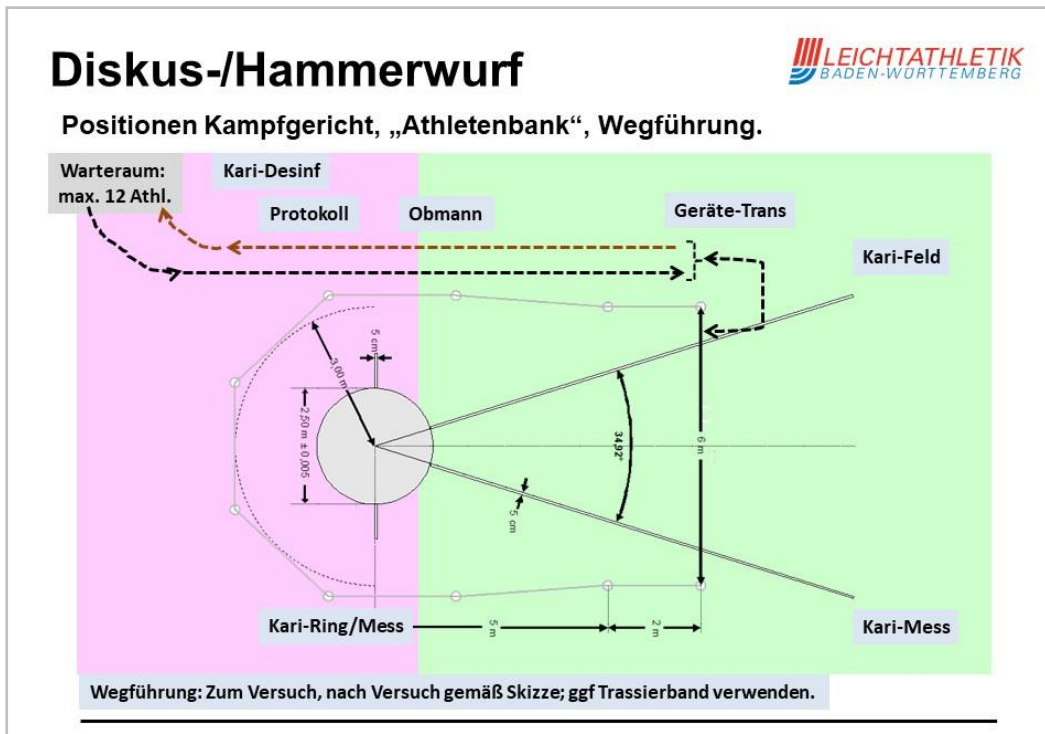 Diskus-/Hammerwurf
LEICHTATHLETIK
BADEN-WÜRTTEMBERG
Positionen Kampfgericht, „Athletenbank“, Wegführung.
Warteraum:
max. 12 Athl.
Kari-Desinf
Protokoll
Obmann
Geräte-Trans
Kari-Feld
5 cm
3,00 m
2,50 m ± 0,005
34,92°
6 m
5 cm
Kari-Ring/Mess
5 m
2 m
Kari-Mess
Wegführung: Zum Versuch, nach Versuch gemäß Skizze; ggf Trassierband verwenden.